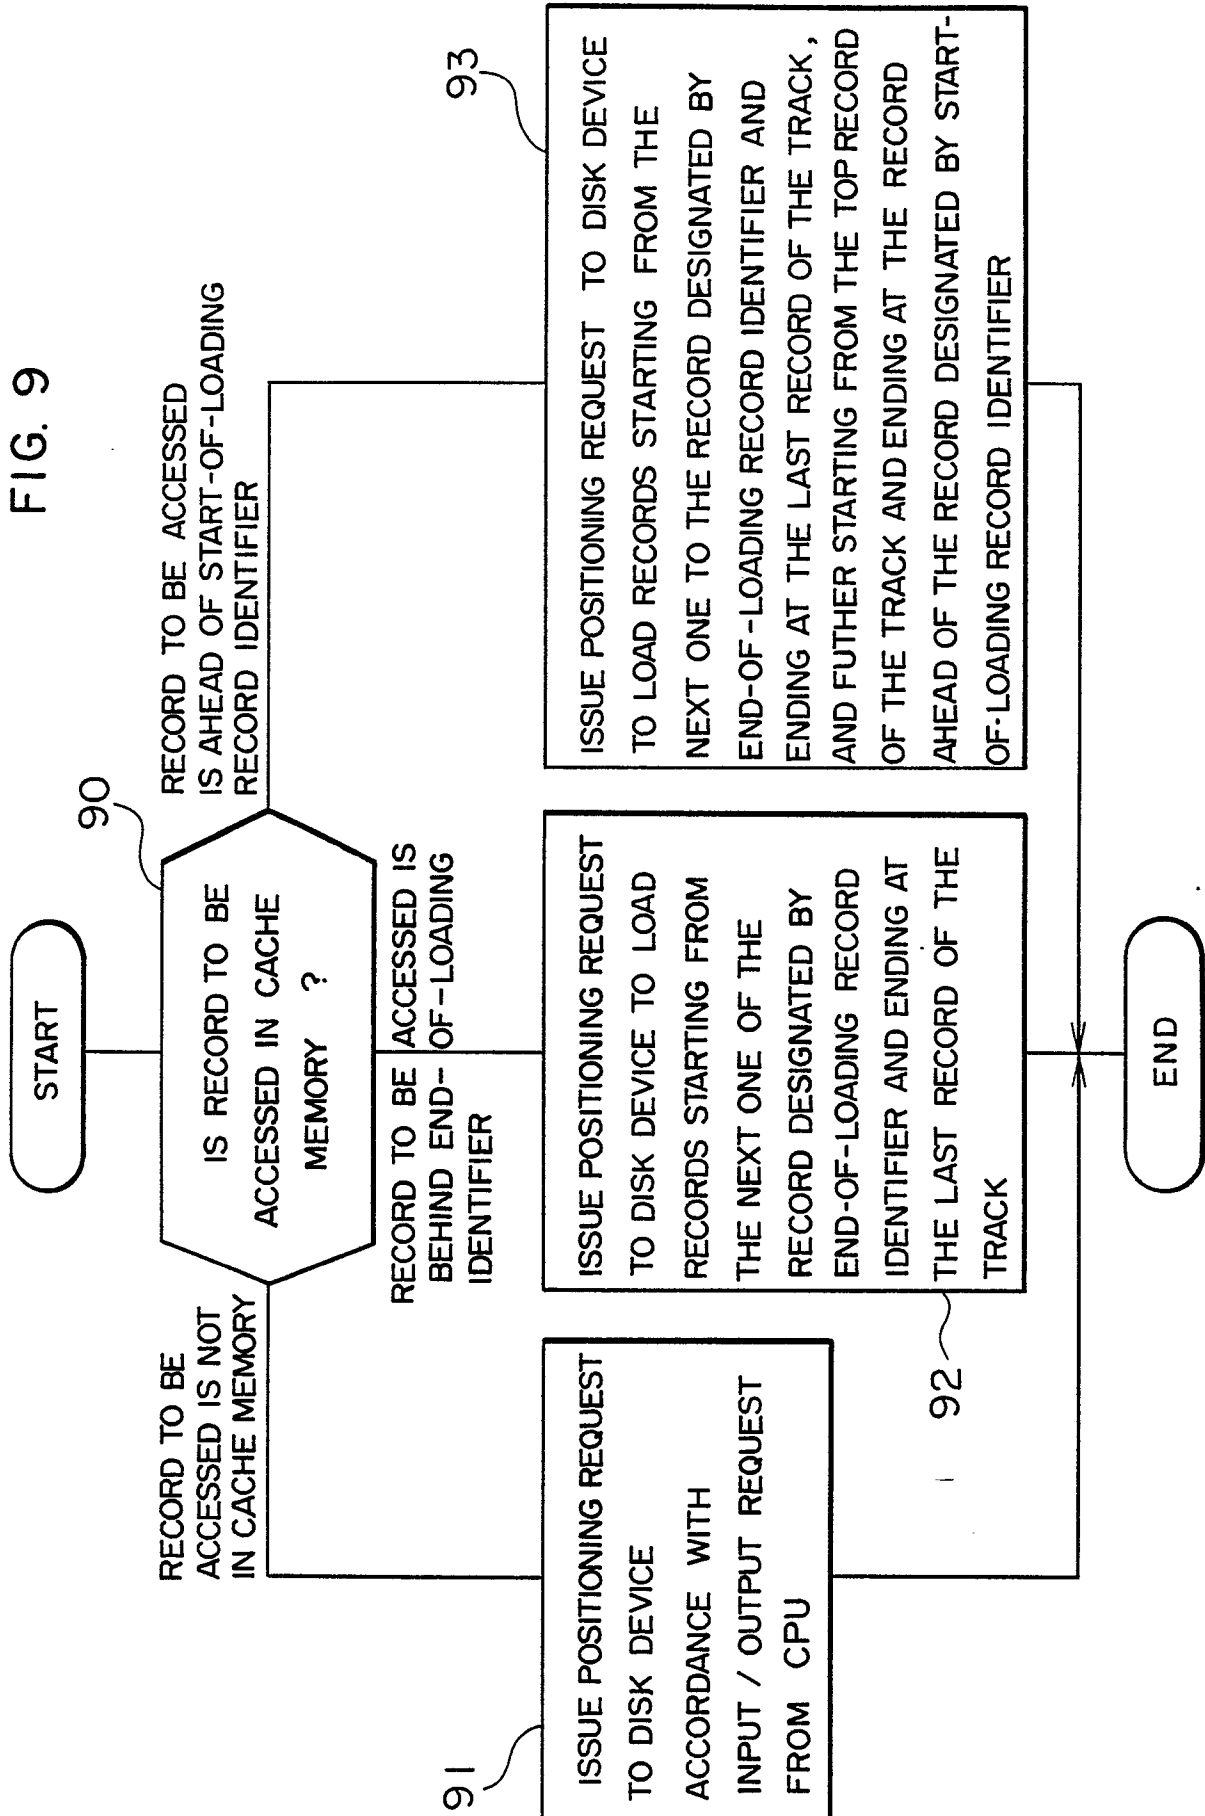 FIG. 9
START
90
IS RECORD TO BE
ACCESSED IN CACHE
MEMORY ?
RECORD TO BE
ACCESSED IS NOT
IN CACHE MEMORY
RECORD TO BE ACCESSED IS
BEHIND END-OF-LOADING
IDENTIFIER
RECORD TO BE ACCESSED
IS AHEAD OF START-OF-LOADING
RECORD IDENTIFIER
91
ISSUE POSITIONING REQUEST
TO DISK DEVICE
ACCORDANCE WITH
INPUT / OUTPUT REQUEST
FROM CPU
92
ISSUE POSITIONING REQUEST
TO DISK DEVICE TO LOAD
RECORDS STARTING FROM
THE NEXT ONE OF THE
RECORD DESIGNATED BY
END-OF-LOADING RECORD
IDENTIFIER AND ENDING AT
THE LAST RECORD OF THE
TRACK
93
ISSUE POSITIONING REQUEST TO DISK DEVICE
TO LOAD RECORDS STARTING FROM THE
NEXT ONE TO THE RECORD DESIGNATED BY
END-OF-LOADING RECORD IDENTIFIER AND
ENDING AT THE LAST RECORD OF THE TRACK,
AND FUTHER STARTING FROM THE TOP RECORD
OF THE TRACK AND ENDING AT THE RECORD
AHEAD OF THE RECORD DESIGNATED BY START-
OF-LOADING RECORD IDENTIFIER
END